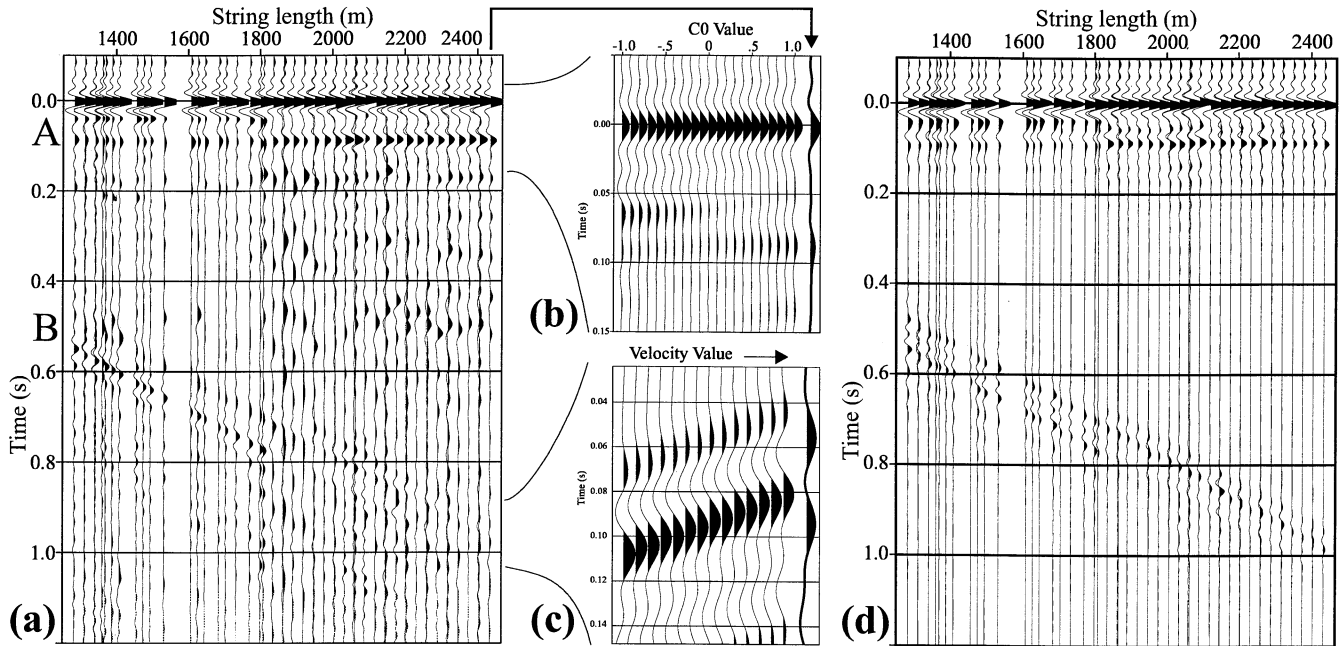 String length (m)
1400 1600 1800 2000 2200 2400
0.0
A
0.2
0.4
B
0.6
Time (s)
0.8
1.0
(a)
C0 Value
-1.0 -.5 0 .5 1.0
0.00
0.05
Time (s)
0.10
0.15
(b)
Velocity Value
0.04
0.06
Time (s)
0.08
0.10
0.12
0.14
(c)
String length (m)
1400 1600 1800 2000 2200 2400
0.0
0.2
0.4
0.6
Time (s)
0.8
1.0
(d)